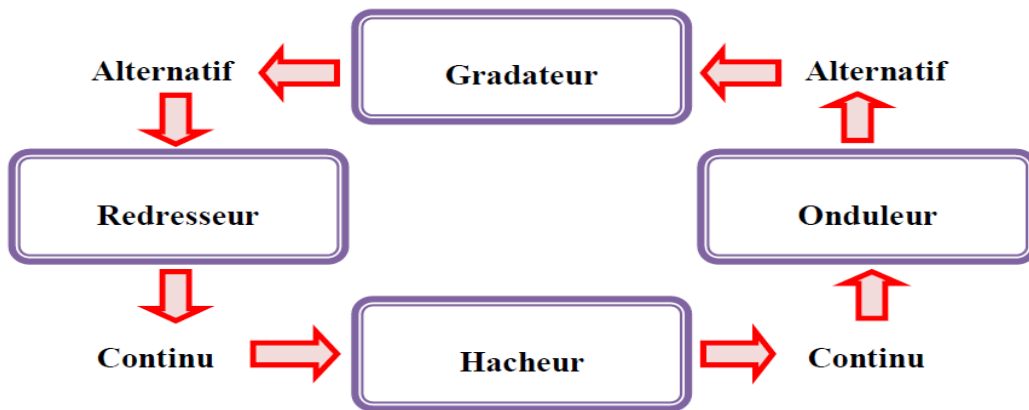 Alternatif
Gradateur
Alternatif
Redresseur
Onduleur
Continu
Hacheur
Continu